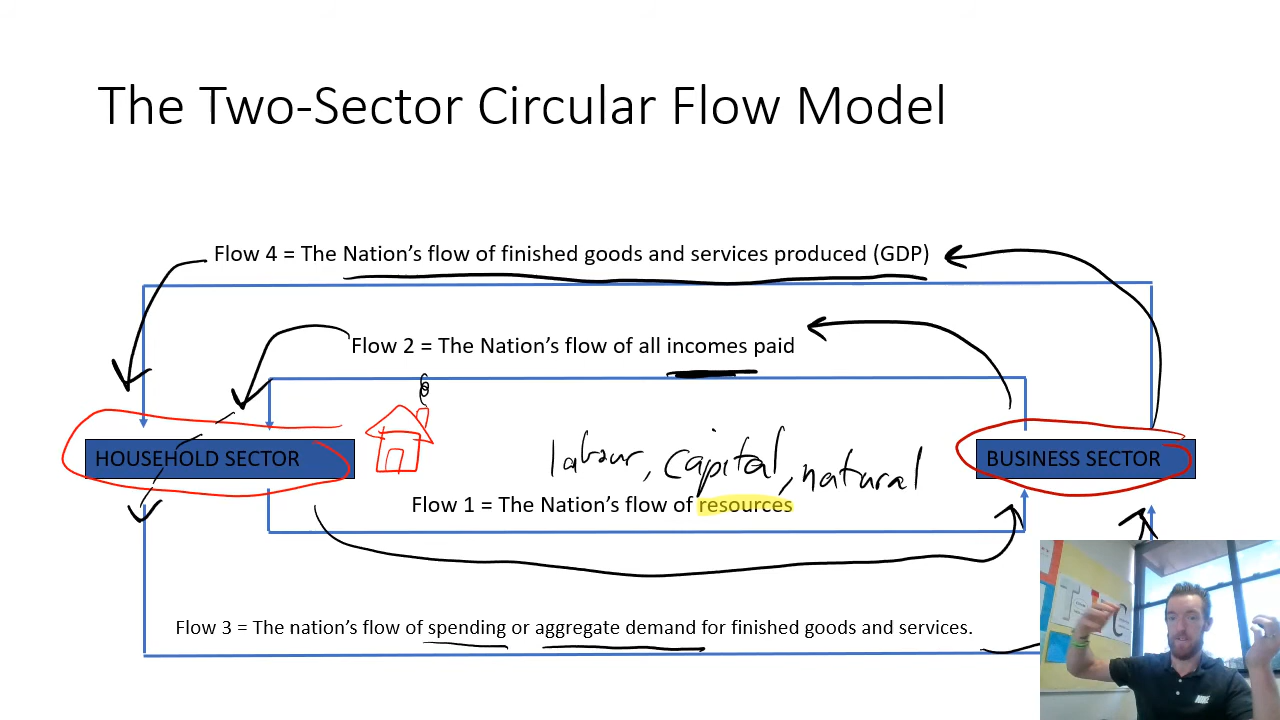 The Two-Sector Circular Flow Model
Flow 4 = The Nation’s flow of finished goods and services produced (GDP)
Flow 2 = The Nation’s flow of all incomes paid
labour, capital, natural
HOUSEHOLD SECTOR
BUSINESS SECTOR
Flow 1 = The Nation’s flow of resources
Flow 3 = The nation’s flow of spending or aggregate demand for finished goods and services.